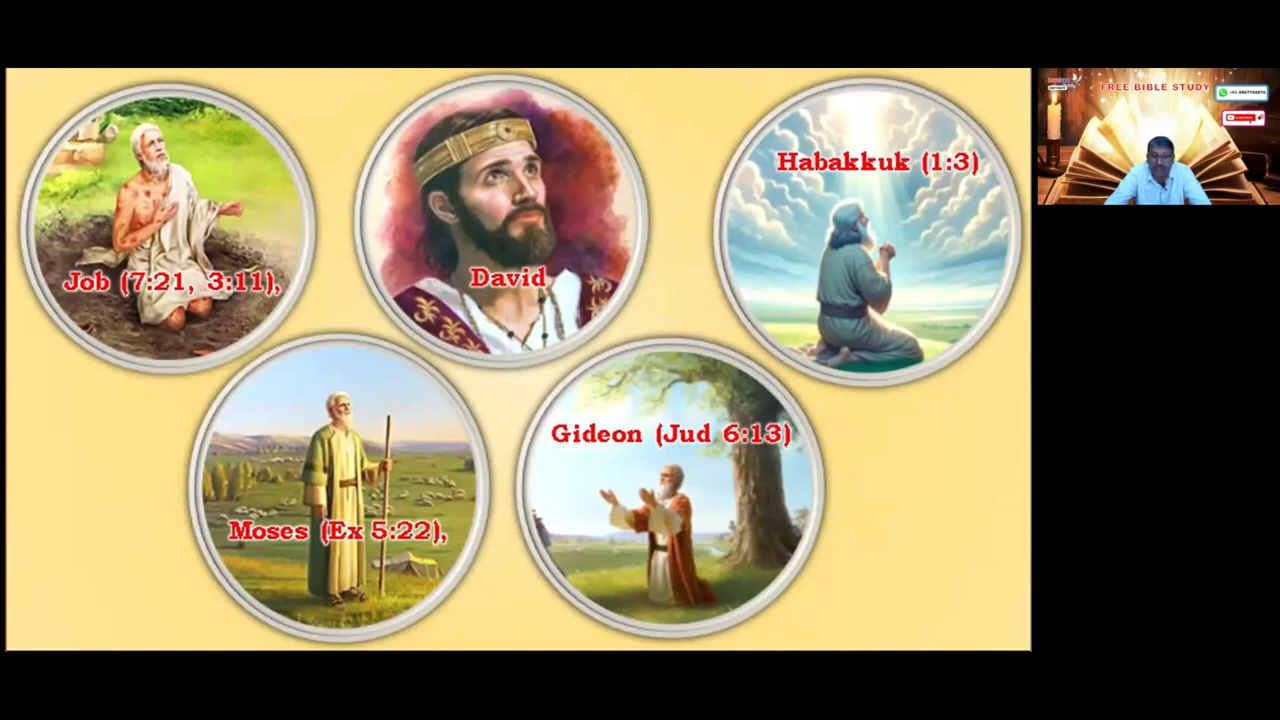 Job (7:21, 3:11),
David
Habakkuk (1:3)
Moses (Ex 5:22),
Gideon (Jud 6:13)
FREE BIBLE STUDY